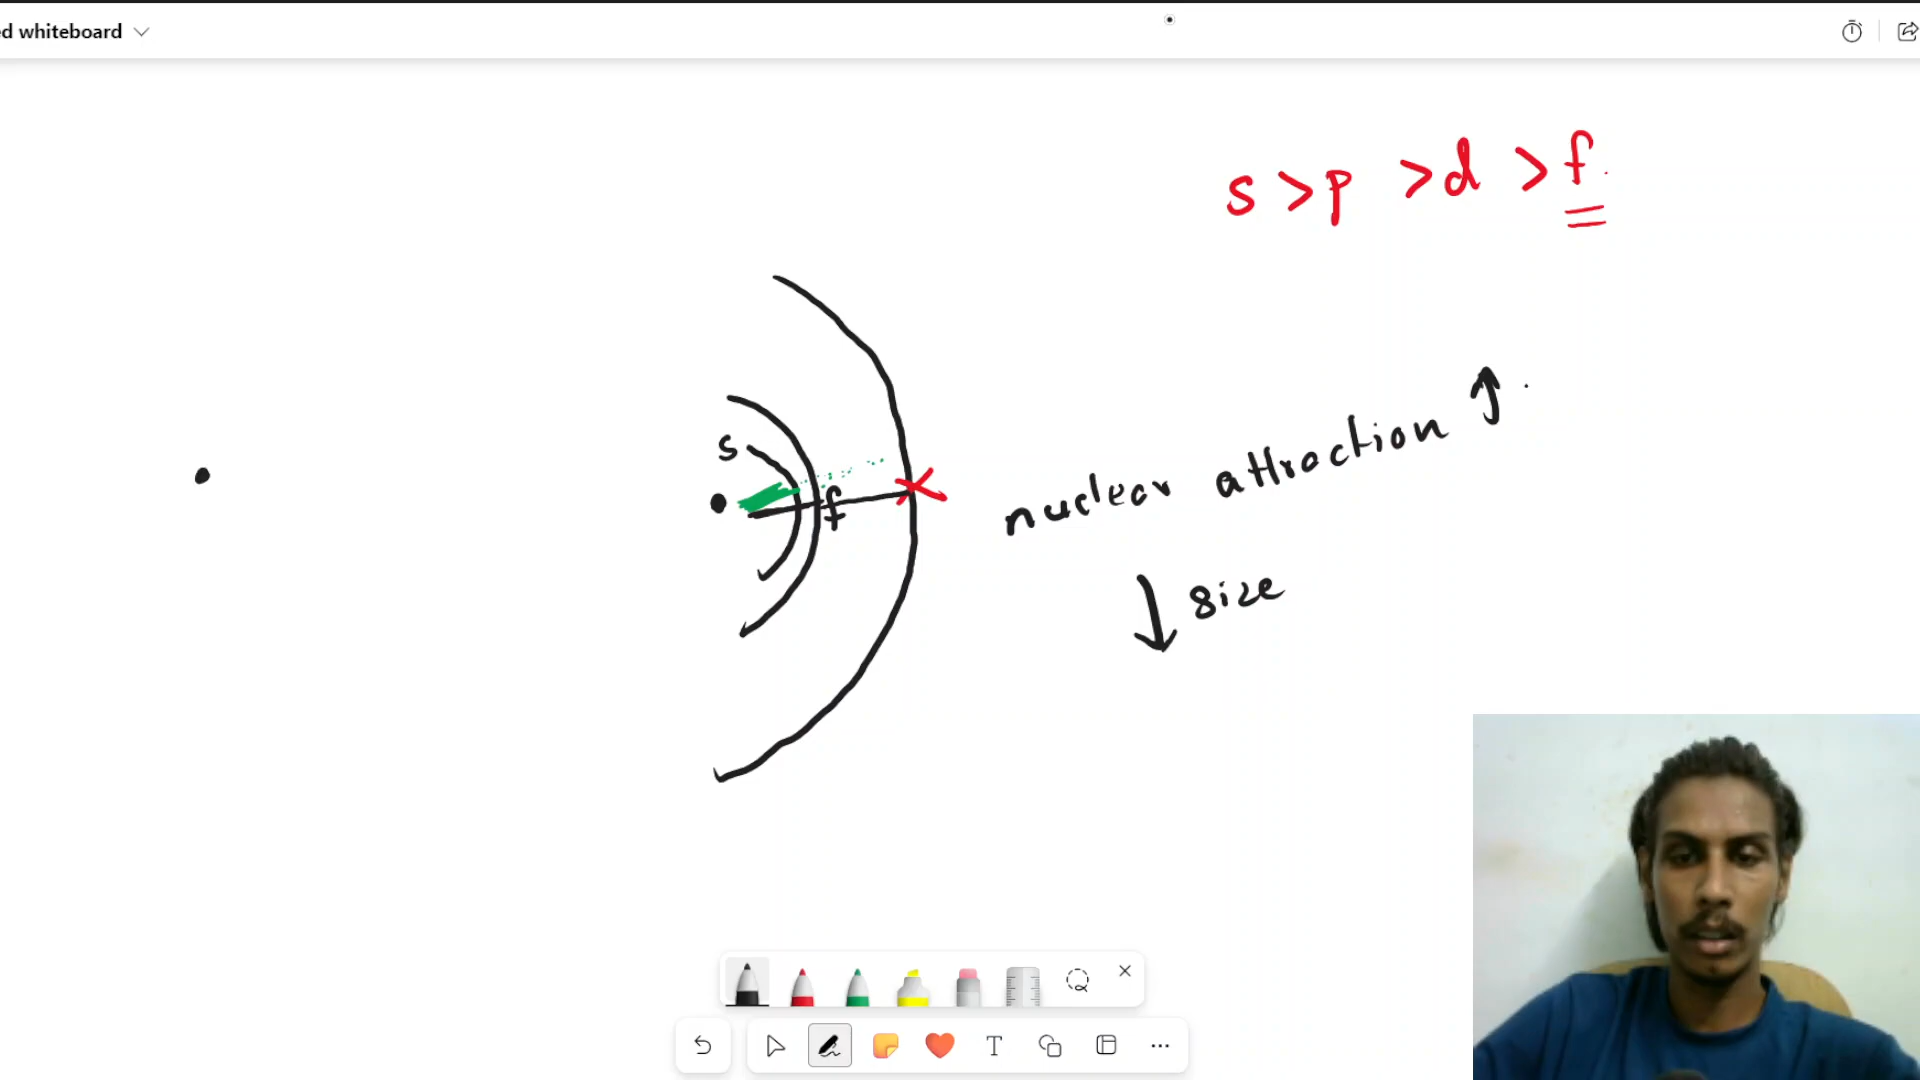 d whiteboard
s > p > d > f.
s
f
nuclear attraction ↑.
↓ size
T